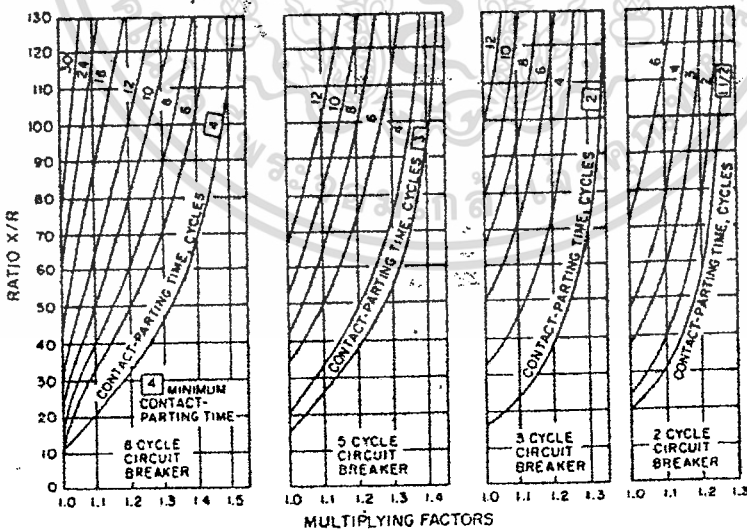 RATIO X/R
130
120
110
100
90
80
70
60
50
40
30
20
10
0
30
24
16
12
10
8
6
4
CONTACT-PARTING TIME, CYCLES
4 MINIMUM
CONTACT-
PARTING TIME
8 CYCLE
CIRCUIT
BREAKER
1.0 1.1 1.2 1.3 1.4 1.5
12
10
8
6
4
3
CONTACT-PARTING TIME, CYCLES
5 CYCLE
CIRCUIT
BREAKER
1.0 1.1 1.2 1.3 1.4
12
10
8
6
4
2
CONTACT-PARTING TIME, CYCLES
3 CYCLE
CIRCUIT
BREAKER
1.0 1.1 1.2 1.3
6
4
3
2
1 1/2
CONTACT-PARTING TIME, CYCLES
2 CYCLE
CIRCUIT
BREAKER
1.0 1.1 1.2 1.3
MULTIPLYING FACTORS